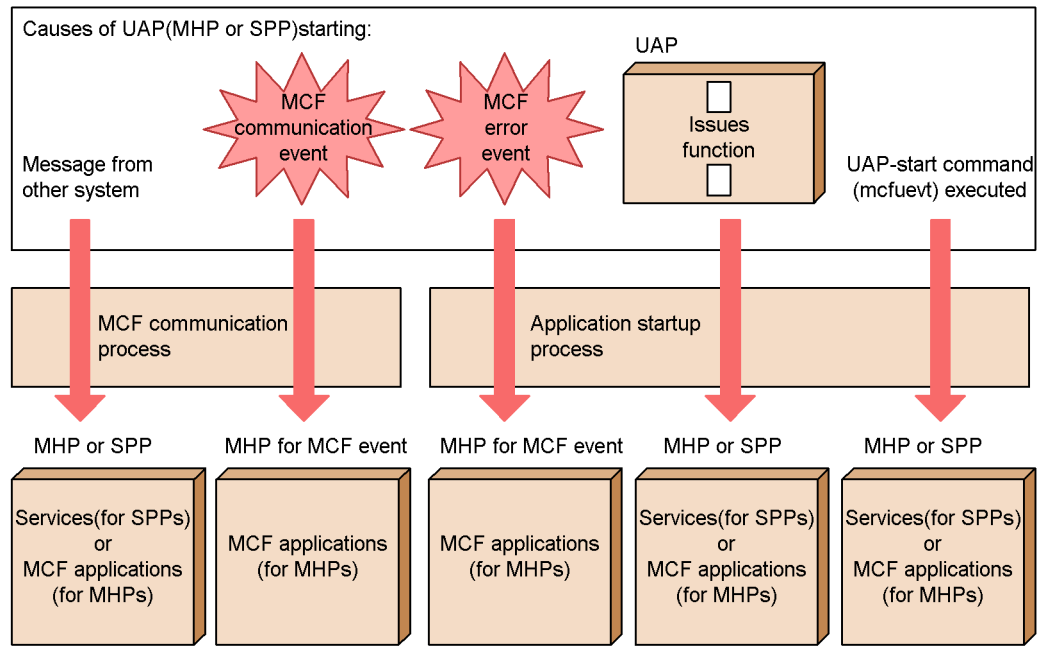 Causes of UAP(MHP or SPP)starting:
UAP
MCF
communication
event
MCF
error
event
Issues
function
Message from
other system
UAP-start command
(mcfuevt) executed
MCF communication
process
Application startup
process
MHP or SPP
MHP for MCF event
MHP for MCF event
MHP or SPP
MHP or SPP
Services(for SPPs)
or
MCF applications
(for MHPs)
MCF applications
(for MHPs)
MCF applications
(for MHPs)
Services(for SPPs)
or
MCF applications
(for MHPs)
Services(for SPPs)
or
MCF applications
(for MHPs)